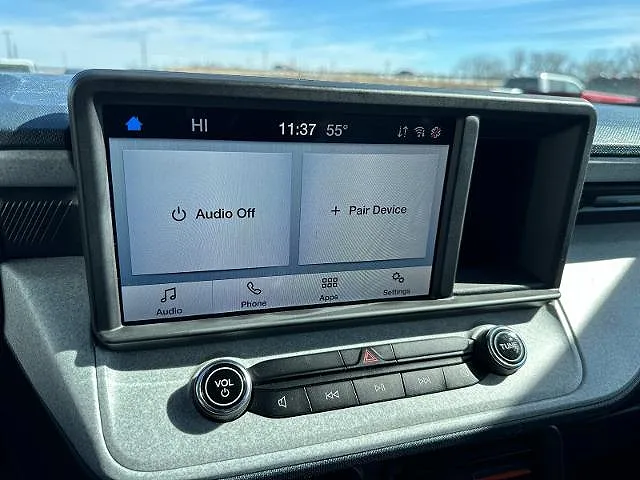 HI 11:37 55°
Audio Off
+ Pair Device
Audio
Phone
Apps
Settings
VOL
TUNE